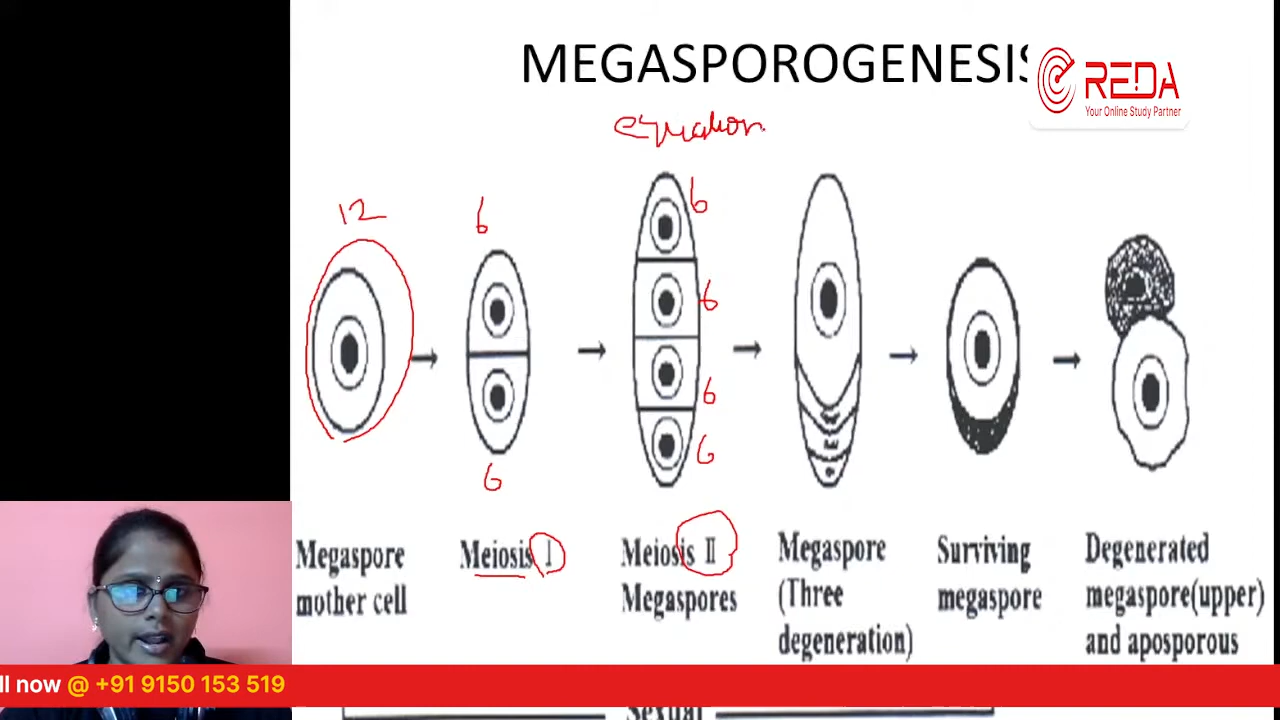 MEGASPOROGENESIS
REDA
Your Online Study Partner
equation
12
6
6
6
6
6
6
Megaspore
mother cell
Meiosis I
Meiosis II
Megaspores
Megaspore
(Three
degeneration)
Surviving
megaspore
Degenerated
megaspore(upper)
and aposporous
ll now @ +91 9150 153 519
Sexual